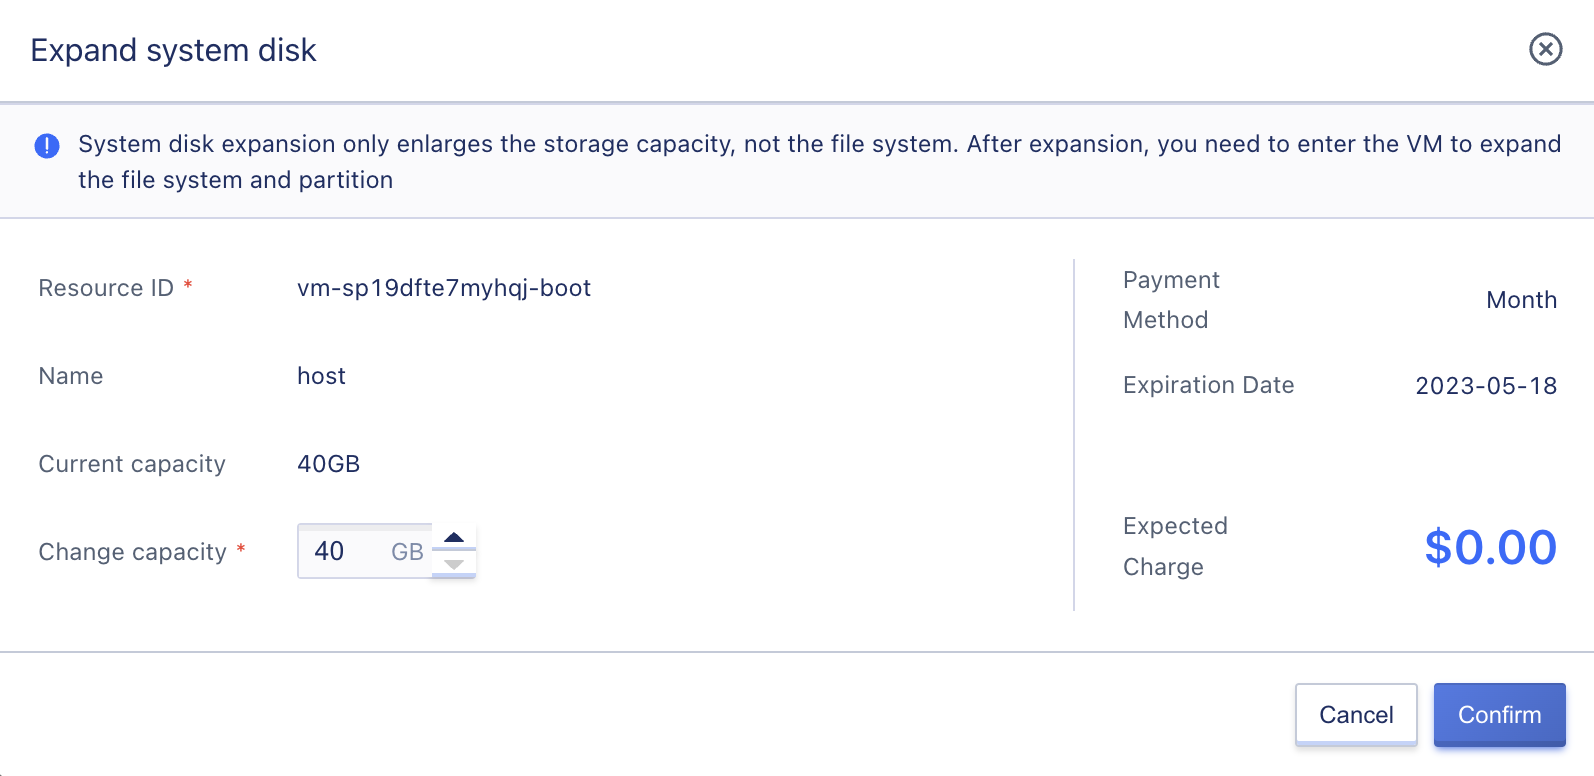 Expand system disk
System disk expansion only enlarges the storage capacity, not the file system. After expansion, you need to enter the VM to expand
the file system and partition
Resource ID *
vm-sp19dfte7myhqj-boot
Name
host
Current capacity
40GB
Change capacity *
40 GB
Payment
Method
Month
Expiration Date
2023-05-18
Expected
Charge
$0.00
Cancel
Confirm